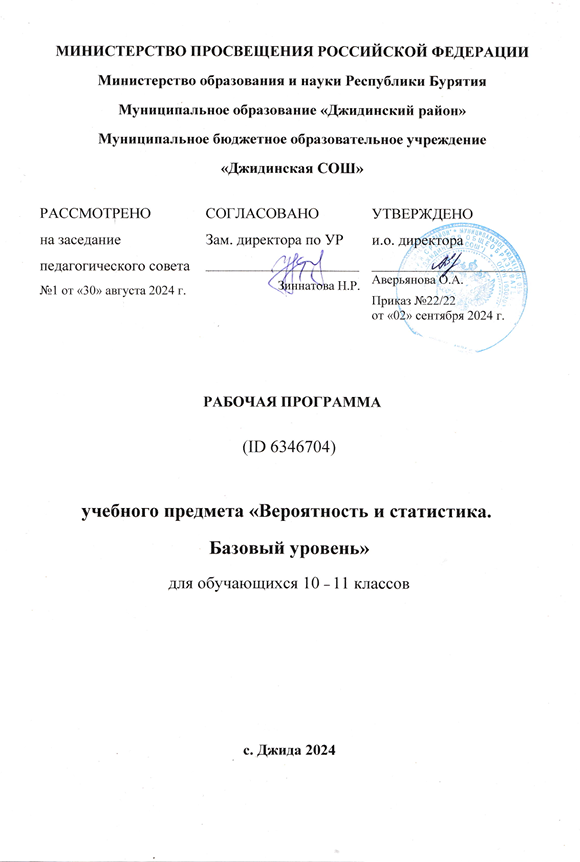 МИНИСТЕРСТВО ПРОСВЕЩЕНИЯ РОССИЙСКОЙ ФЕДЕРАЦИИ
Министерство образования и науки Республики Бурятия
Муниципальное образование «Джидинский район»
Муниципальное бюджетное образовательное учреждение
«Джидинская СОШ»
РАССМОТРЕНО
на заседание
педагогического совета
№1 от «30» августа 2024 г.
СОГЛАСОВАНО
Зам. директора по УР
Зиннатова Н.Р.
УТВЕРЖДЕНО
и.о. директора
Аверьянова О.А.
Приказ №22/22
от «02» сентября 2024 г.
РАБОЧАЯ ПРОГРАММА
(ID 6346704)
учебного предмета «Вероятность и статистика.
Базовый уровень»
для обучающихся 10 – 11 классов
с. Джида 2024